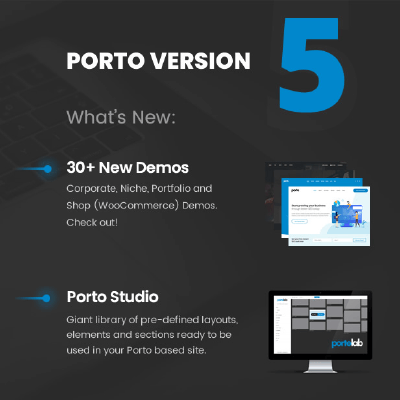 PORTO VERSION 5
What's New:
30+ New Demos
Corporate, Niche, Portfolio and
Shop (WooCommerce) Demos.
Check out!
porto
Porto Studio
Giant library of pre-defined layouts,
elements and sections ready to be
used in your Porto based site.
portolab